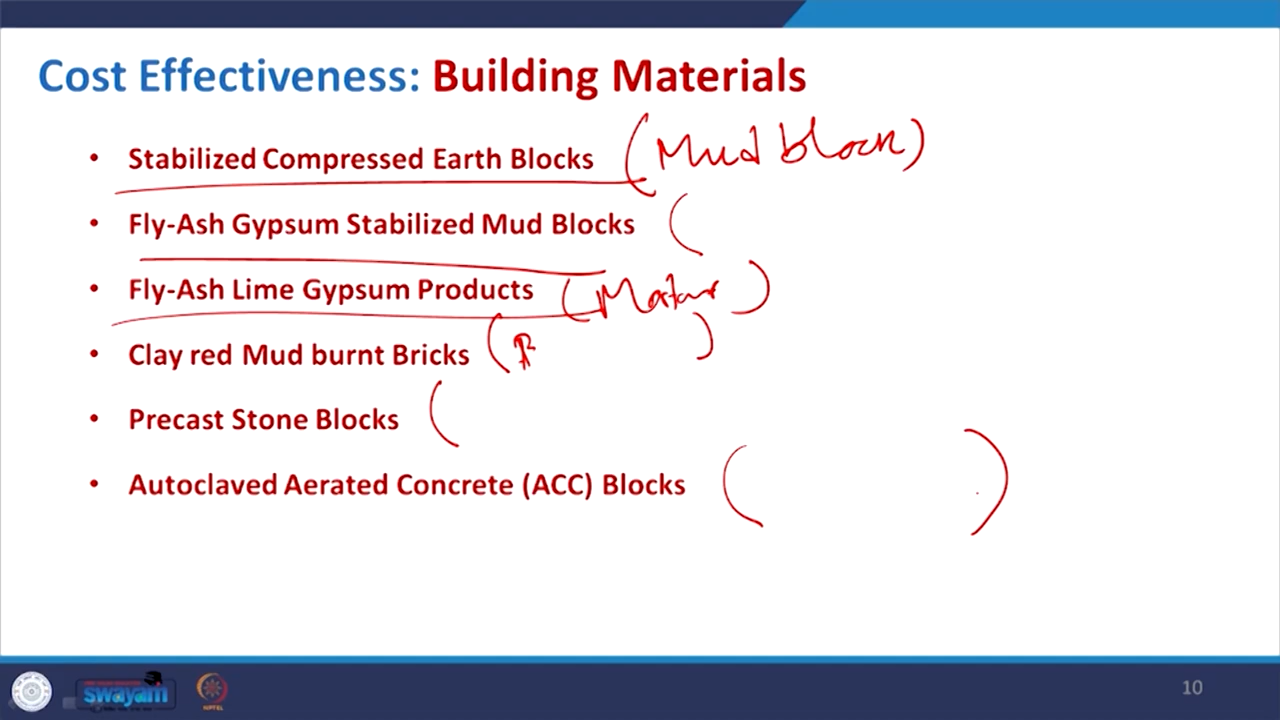 Cost Effectiveness: Building Materials
• Stabilized Compressed Earth Blocks (Mud block)
• Fly-Ash Gypsum Stabilized Mud Blocks (
• Fly-Ash Lime Gypsum Products ( )
• Clay red Mud burnt Bricks ( )
• Precast Stone Blocks (
• Autoclaved Aerated Concrete (ACC) Blocks ( )
swayam
10